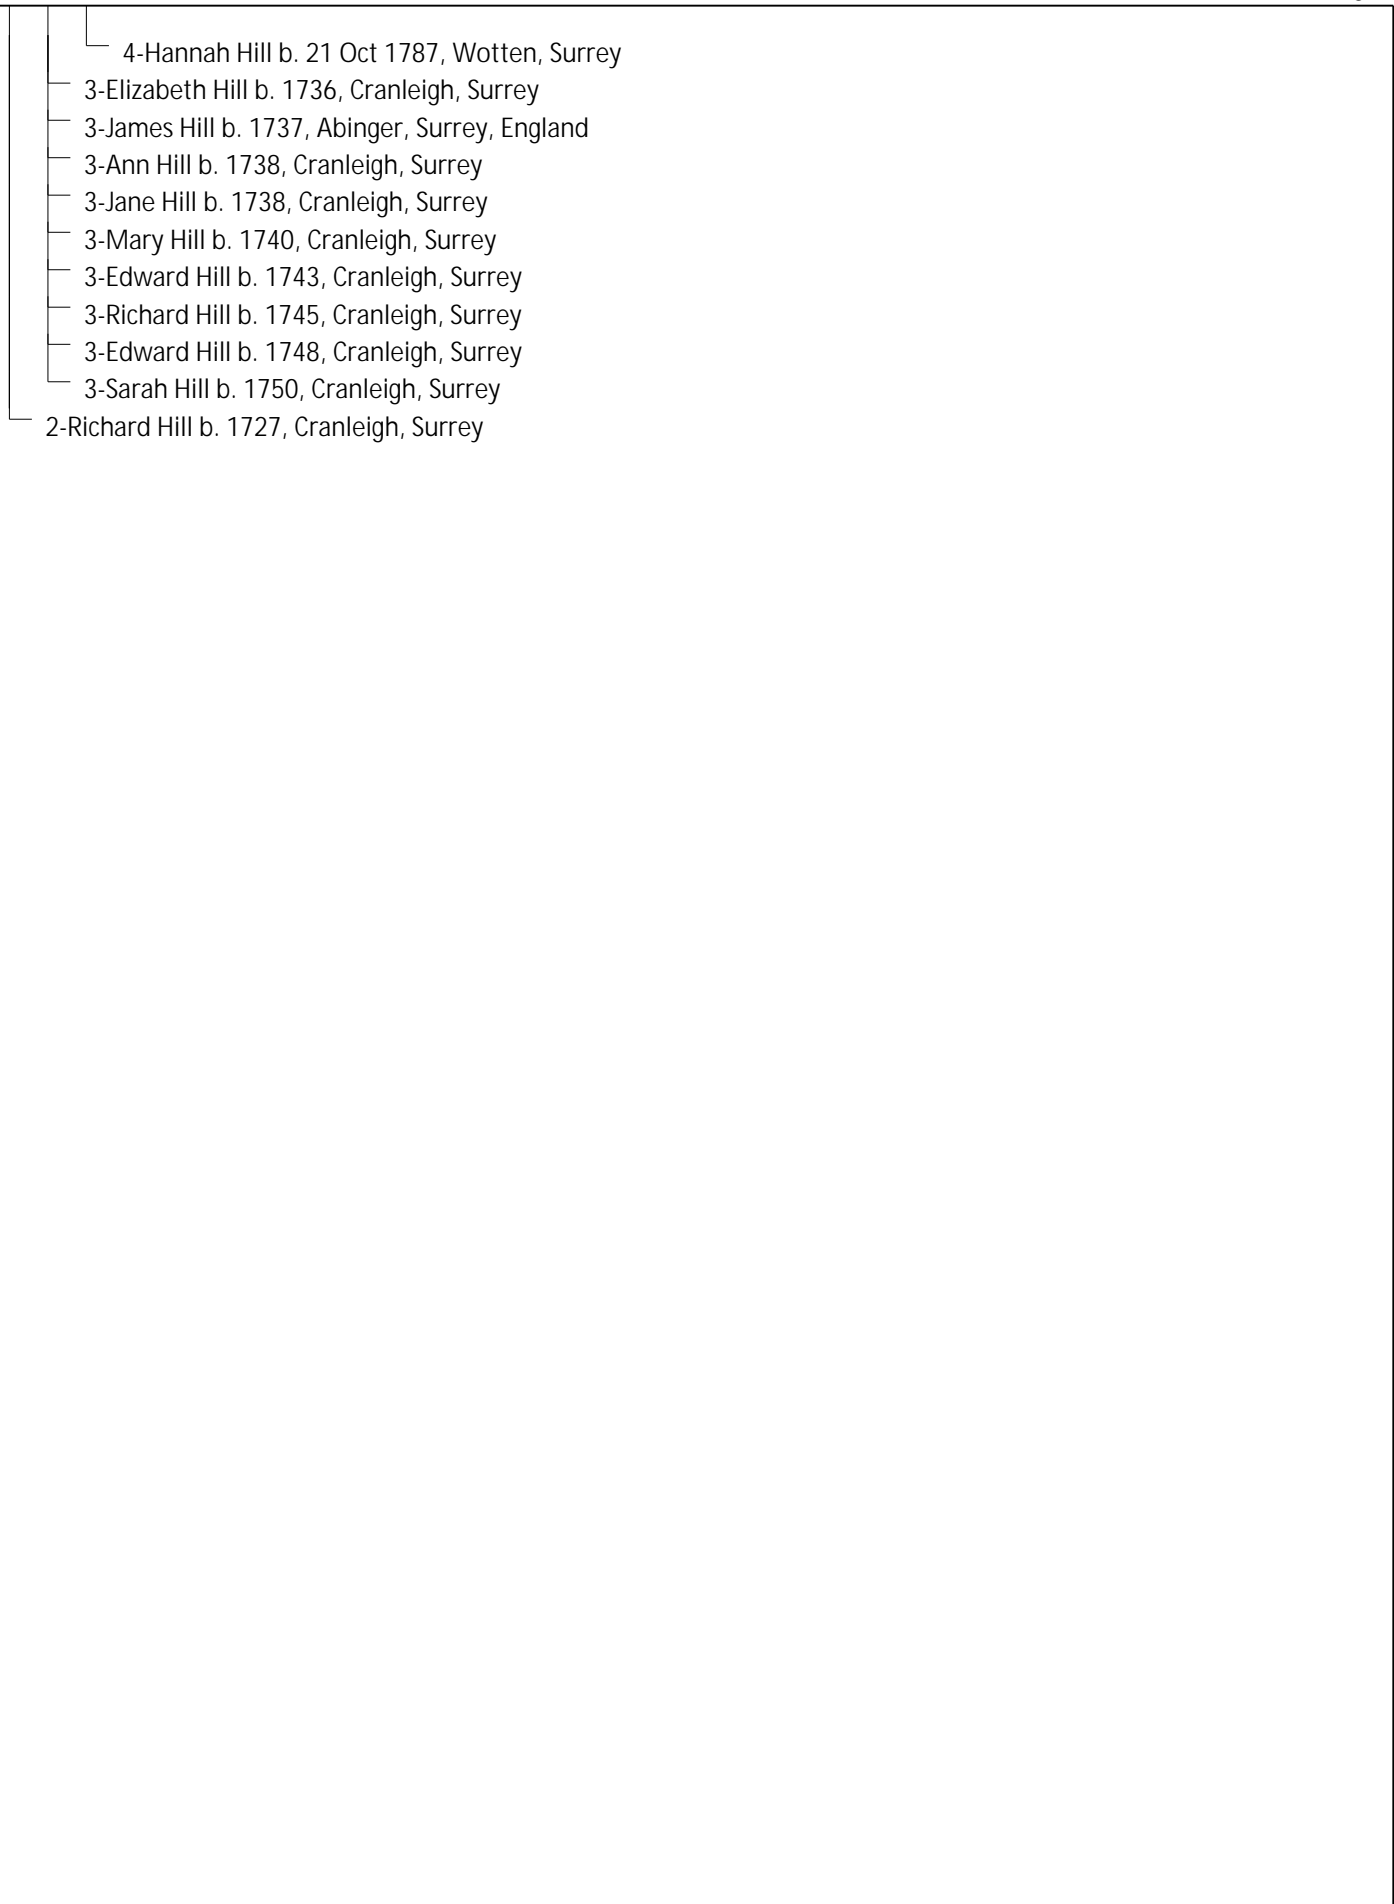 4-Hannah Hill b. 21 Oct 1787, Wotten, Surrey
3-Elizabeth Hill b. 1736, Cranleigh, Surrey
3-James Hill b. 1737, Abinger, Surrey, England
3-Ann Hill b. 1738, Cranleigh, Surrey
3-Jane Hill b. 1738, Cranleigh, Surrey
3-Mary Hill b. 1740, Cranleigh, Surrey
3-Edward Hill b. 1743, Cranleigh, Surrey
3-Richard Hill b. 1745, Cranleigh, Surrey
3-Edward Hill b. 1748, Cranleigh, Surrey
3-Sarah Hill b. 1750, Cranleigh, Surrey
2-Richard Hill b. 1727, Cranleigh, Surrey